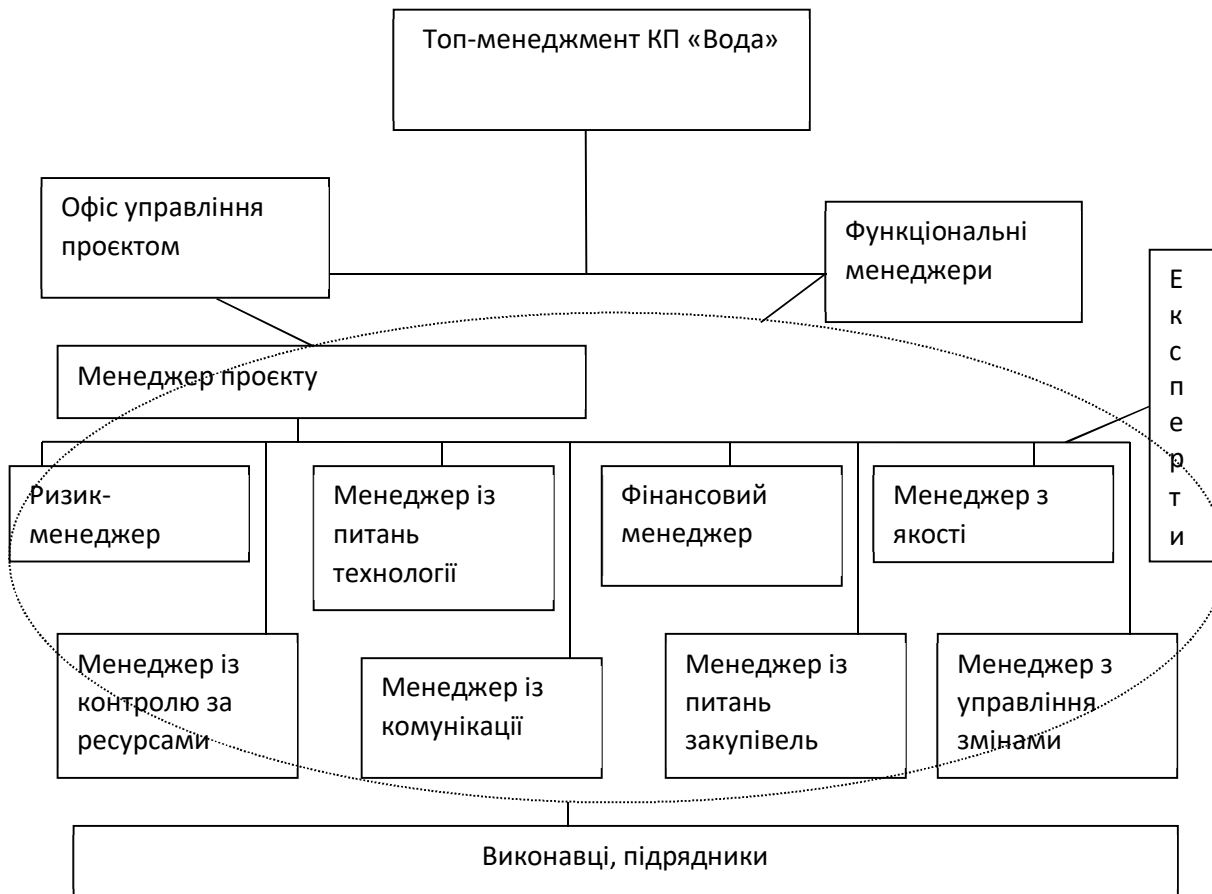 Топ-менеджмент КП «Вода»
Офіс управління
проєктом
Функціональні
менеджери
Е
к
с
п
е
р
т
и
Менеджер проєкту
Ризик-
менеджер
Менеджер із
питань
технології
Фінансовий
менеджер
Менеджер з
якості
Менеджер із
контролю за
ресурсами
Менеджер із
комунікації
Менеджер із
питань
закупівель
Менеджер з
управління
змінами
Виконавці, підрядники